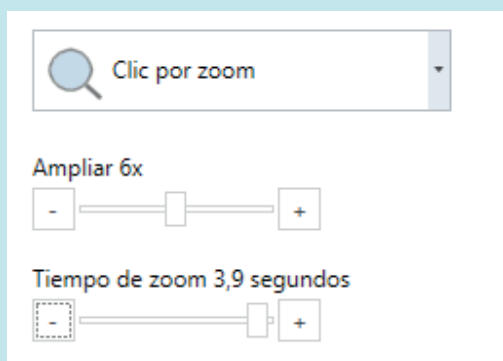 Clic por zoom
Ampliar 6x
- +
Tiempo de zoom 3,9 segundos
- +